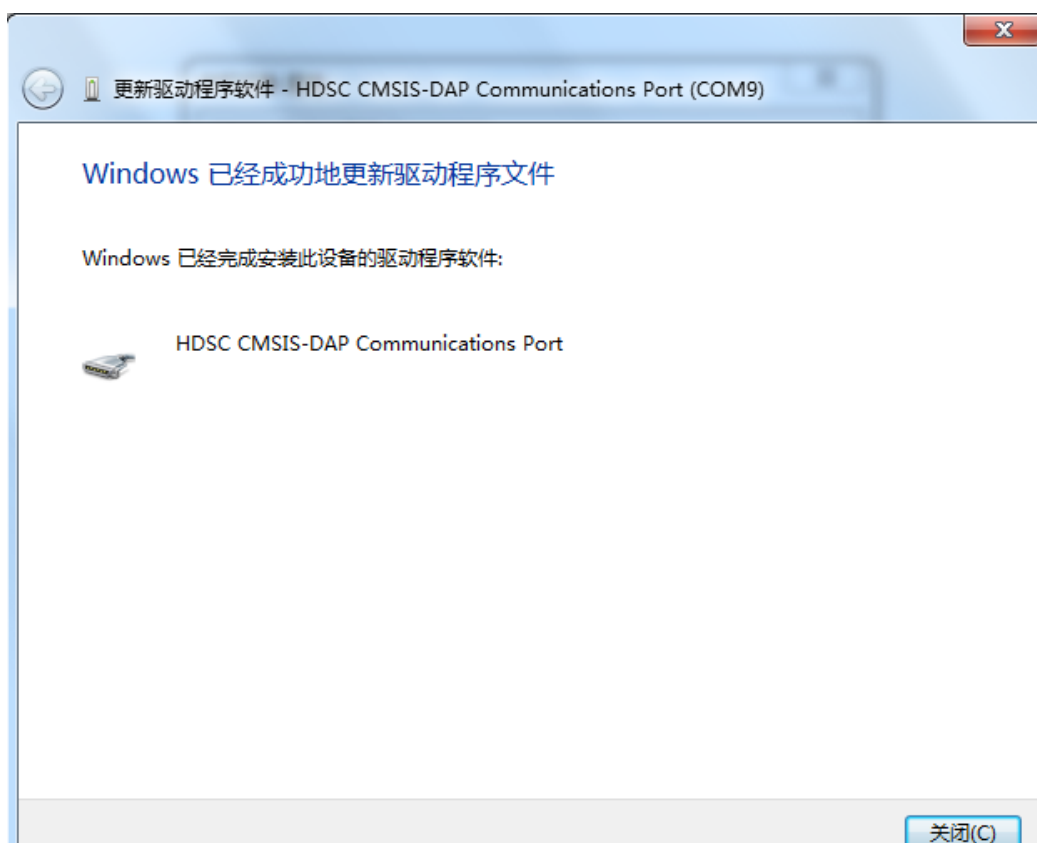 更新驱动程序软件 - HDSC CMSIS-DAP Communications Port (COM9)
Windows 已经成功地更新驱动程序文件
Windows 已经完成安装此设备的驱动程序软件:
HDSC CMSIS-DAP Communications Port
关闭(C)